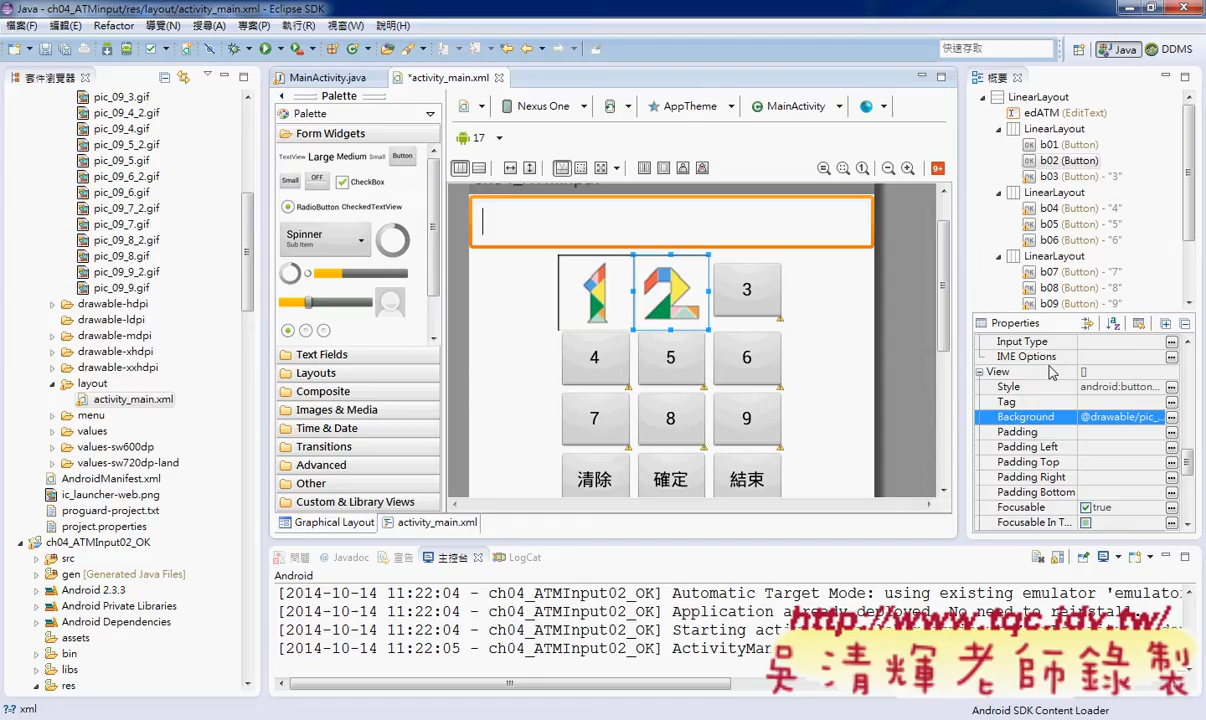 Java - ch04_ATMinput/res/layout/activity_main.xml - Eclipse SDK
檔案(F) 編輯(E) Refactor 導覽(N) 搜尋(A) 專案(P) 執行(R) 視窗(W) 說明(H)
快速存取
Java
DDMS
套件瀏覽器
pic_09_3.gif
pic_09_4_2.gif
pic_09_4.gif
pic_09_5_2.gif
pic_09_5.gif
pic_09_6_2.gif
pic_09_6.gif
pic_09_7_2.gif
pic_09_7.gif
pic_09_8_2.gif
pic_09_8.gif
pic_09_9_2.gif
pic_09_9.gif
drawable-hdpi
drawable-ldpi
drawable-mdpi
drawable-xhdpi
drawable-xxhdpi
layout
activity_main.xml
menu
values
values-sw600dp
values-sw720dp-land
AndroidManifest.xml
ic_launcher-web.png
proguard-project.txt
project.properties
ch04_ATMInput02_OK
src
gen [Generated Java Files]
Android 2.3.3
Android Private Libraries
Android Dependencies
assets
bin
libs
res
MainActivity.java
*activity_main.xml
Palette
Palette
Form Widgets
TextView Large Medium Small Button
Small OFF CheckBox
RadioButton CheckedTextView
Spinner
Sub Item
Text Fields
Layouts
Composite
Images & Media
Time & Date
Transitions
Advanced
Other
Custom & Library Views
Graphical Layout
activity_main.xml
Nexus One
AppTheme
MainActivity
17
9+
1 2 3
4 5 6
7 8 9
清除 確定 結束
概要
LinearLayout
edATM (EditText)
LinearLayout
b01 (Button)
b02 (Button)
b03 (Button) - "3"
LinearLayout
b04 (Button) - "4"
b05 (Button) - "5"
b06 (Button) - "6"
LinearLayout
b07 (Button) - "7"
b08 (Button) - "8"
b09 (Button) - "9"
Properties
Input Type
IME Options
View []
Style android:button...
Tag
Background @drawable/pic_...
Padding
Padding Left
Padding Top
Padding Right
Padding Bottom
Focusable true
Focusable In T...
問題 @ Javadoc 宣告 主控台 LogCat
Android
[2014-10-14 11:22:04 - ch04_ATMInput02_OK] Automatic Target Mode: using existing emulator 'emulato
[2014-10-14 11:22:04 - ch04_ATMInput02_OK] Application already deployed. No need to reinstall.
[2014-10-14 11:22:04 - ch04_ATMInput02_OK] Starting acti
[2014-10-14 11:22:05 - ch04_ATMInput02_OK] ActivityMan
http://www.tqc.idv.tw/
吳清輝老師錄製
xml
Android SDK Content Loader